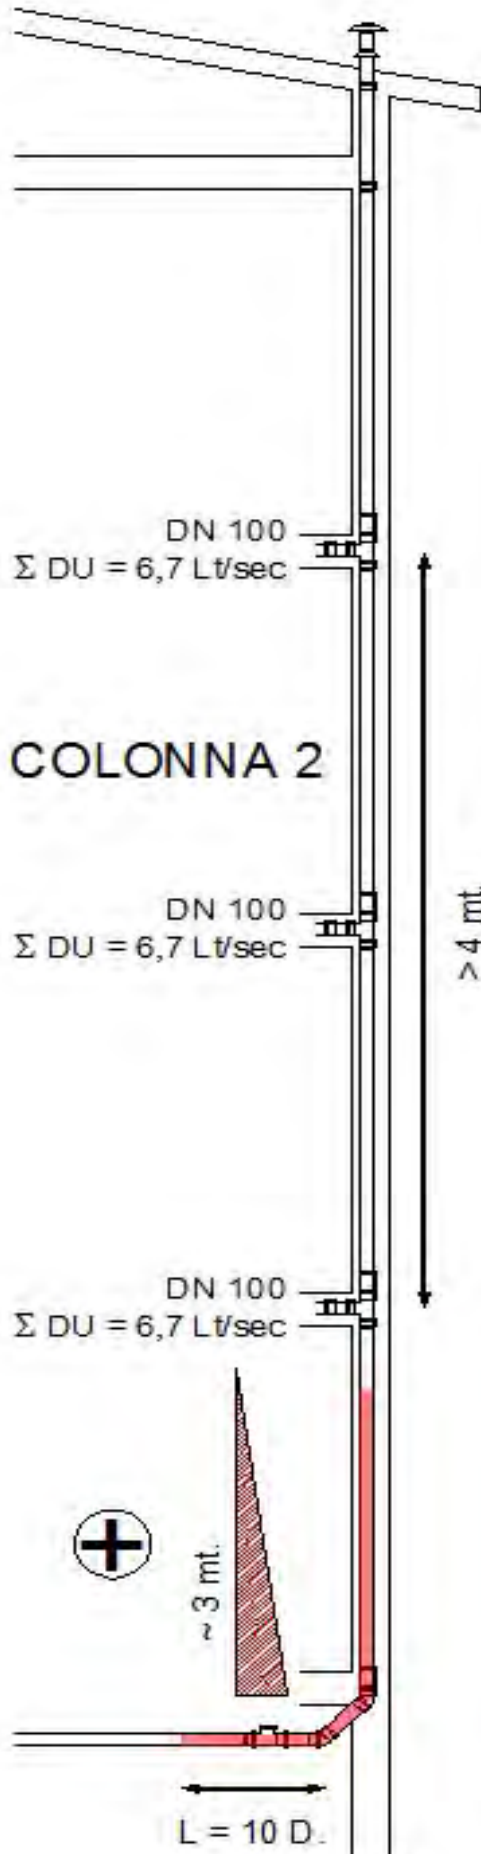 DN 100
Σ DU = 6,7 Lt/sec
COLONNA 2
DN 100
Σ DU = 6,7 Lt/sec
> 4 mt.
DN 100
Σ DU = 6,7 Lt/sec
~ 3 mt.
L = 10 D.